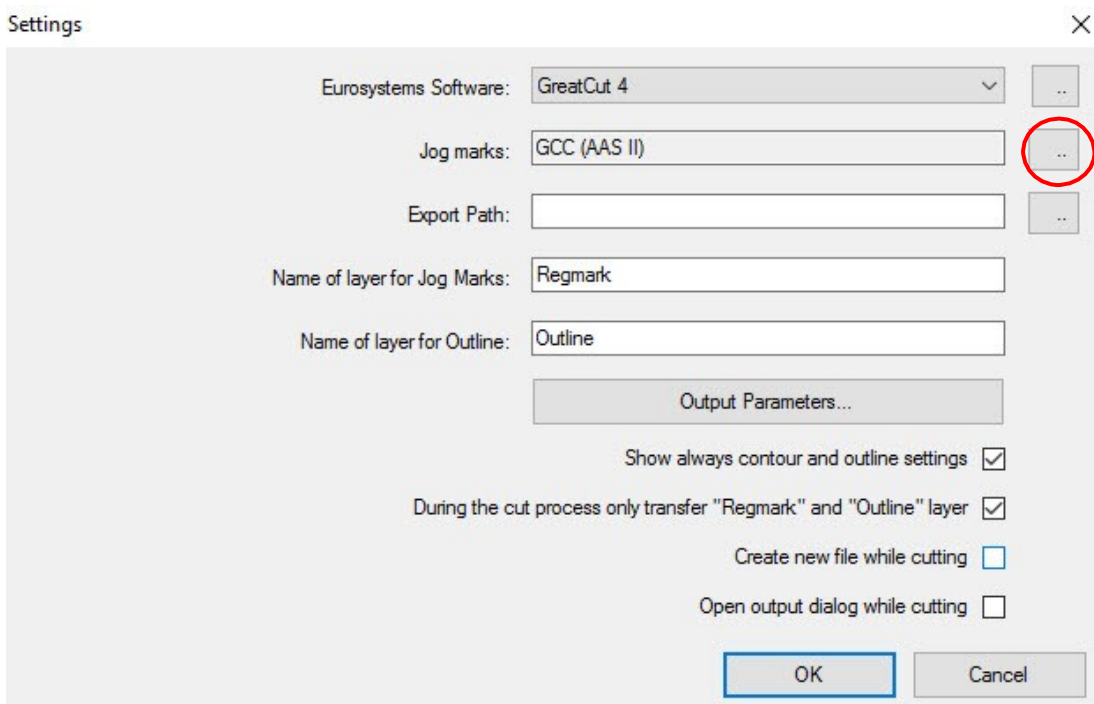 Settings
Eurosystems Software: GreatCut 4 ..
Jog marks: GCC (AAS II) ..
Export Path: ..
Name of layer for Jog Marks: Regmark
Name of layer for Outline: Outline
Output Parameters...
Show always contour and outline settings
During the cut process only transfer "Regmark" and "Outline" layer
Create new file while cutting
Open output dialog while cutting
OK Cancel